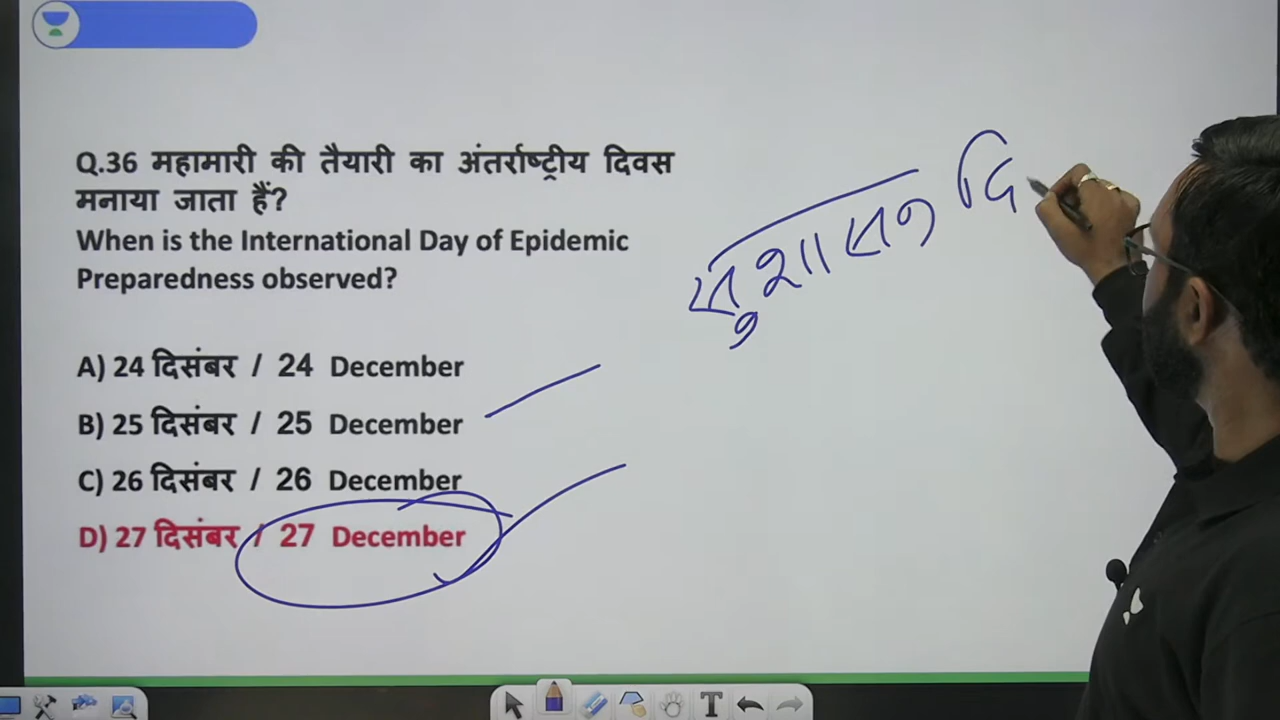 Q.36 महामारी की तैयारी का अंतर्राष्ट्रीय दिवस
मनाया जाता हैं?
When is the International Day of Epidemic
Preparedness observed?
A) 24 दिसंबर / 24 December
B) 25 दिसंबर / 25 December
C) 26 दिसंबर / 26 December
D) 27 दिसंबर / 27 December
सुशासन दि
T